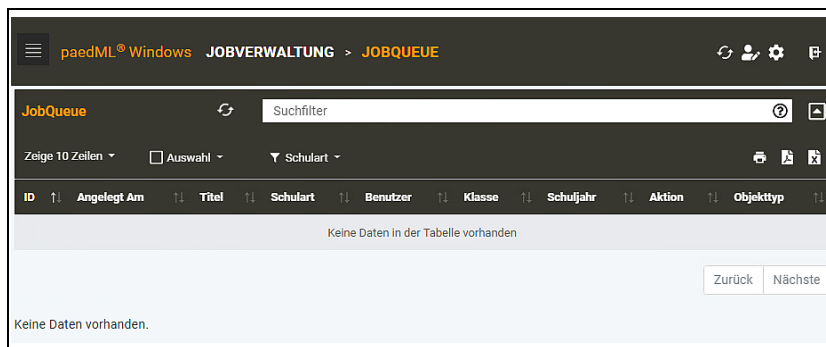 paedML® Windows JOBVERWALTUNG > JOBQUEUE
JobQueue Suchfilter
Zeige 10 Zeilen Auswahl Schulart
ID Angelegt Am Titel Schulart Benutzer Klasse Schuljahr Aktion Objekttyp
Keine Daten in der Tabelle vorhanden
Zurück Nächste
Keine Daten vorhanden.